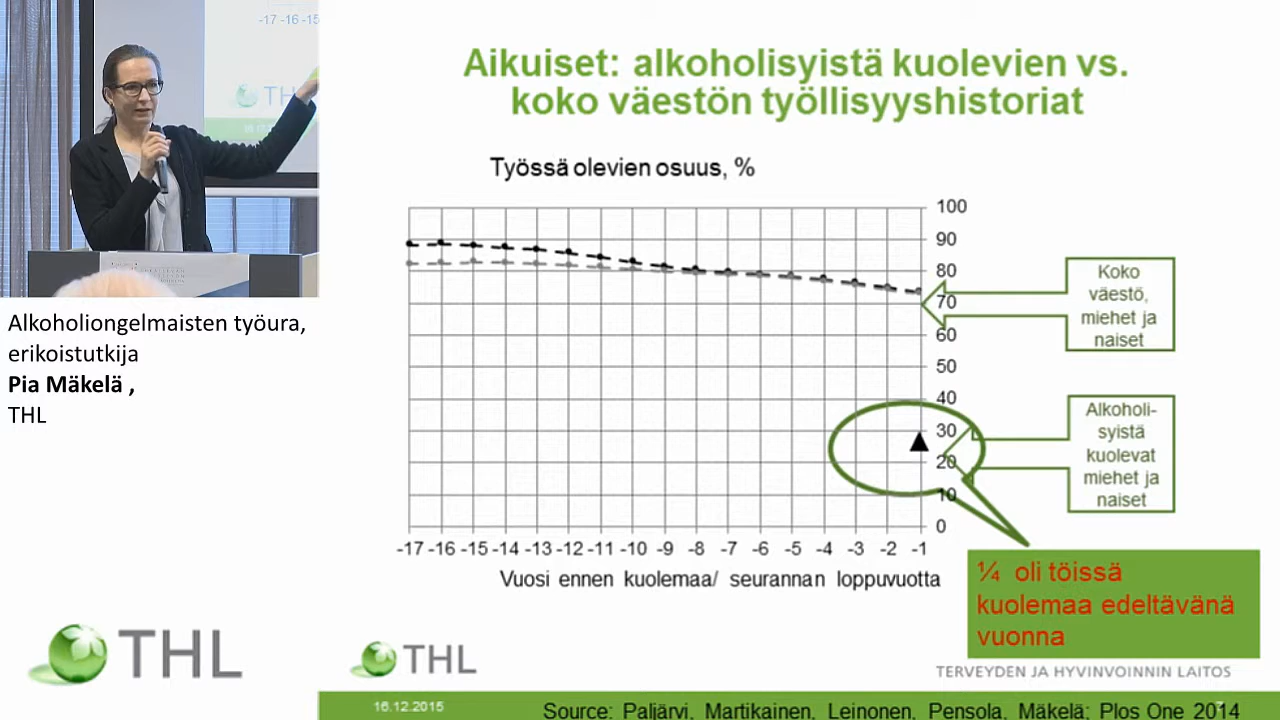 -17 -16 -15
TH
Alkoholiongelmaisten työura,
erikoistutkija
Pia Mäkelä ,
THL
THL
Aikuiset: alkoholisyistä kuolevien vs.
koko väestön työllisyyshistoriat
Työssä olevien osuus, %
100
90
80
70
60
50
40
30
20
10
0
-17 -16 -15 -14 -13 -12 -11 -10 -9 -8 -7 -6 -5 -4 -3 -2 -1
Vuosi ennen kuolemaa/ seurannan loppuvuotta
Koko
väestö,
miehet ja
naiset
Alkoholi-
syistä
kuolevat
miehet ja
naiset
¼ oli töissä
kuolemaa edeltävänä
vuonna
THL
TERVEYDEN JA HYVINVOINNIN LAITOS
16.12.2015
Source: Paljärvi, Martikainen, Leinonen, Pensola, Mäkelä; Plos One 2014